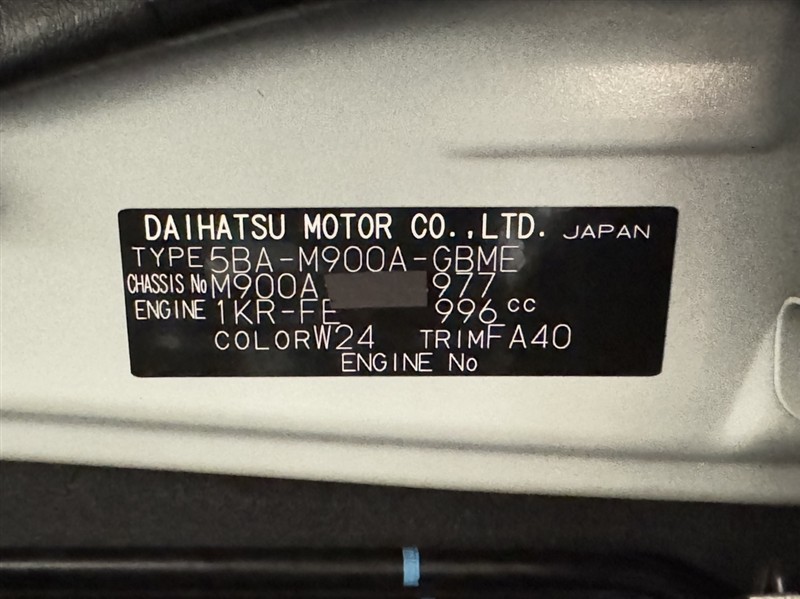 DAIHATSU MOTOR CO.,LTD. JAPAN
TYPE 5BA-M900A-GBME
CHASSIS No M900A 977
ENGINE 1KR-FE 996 cc
COLOR W24 TRIM FA40
ENGINE No